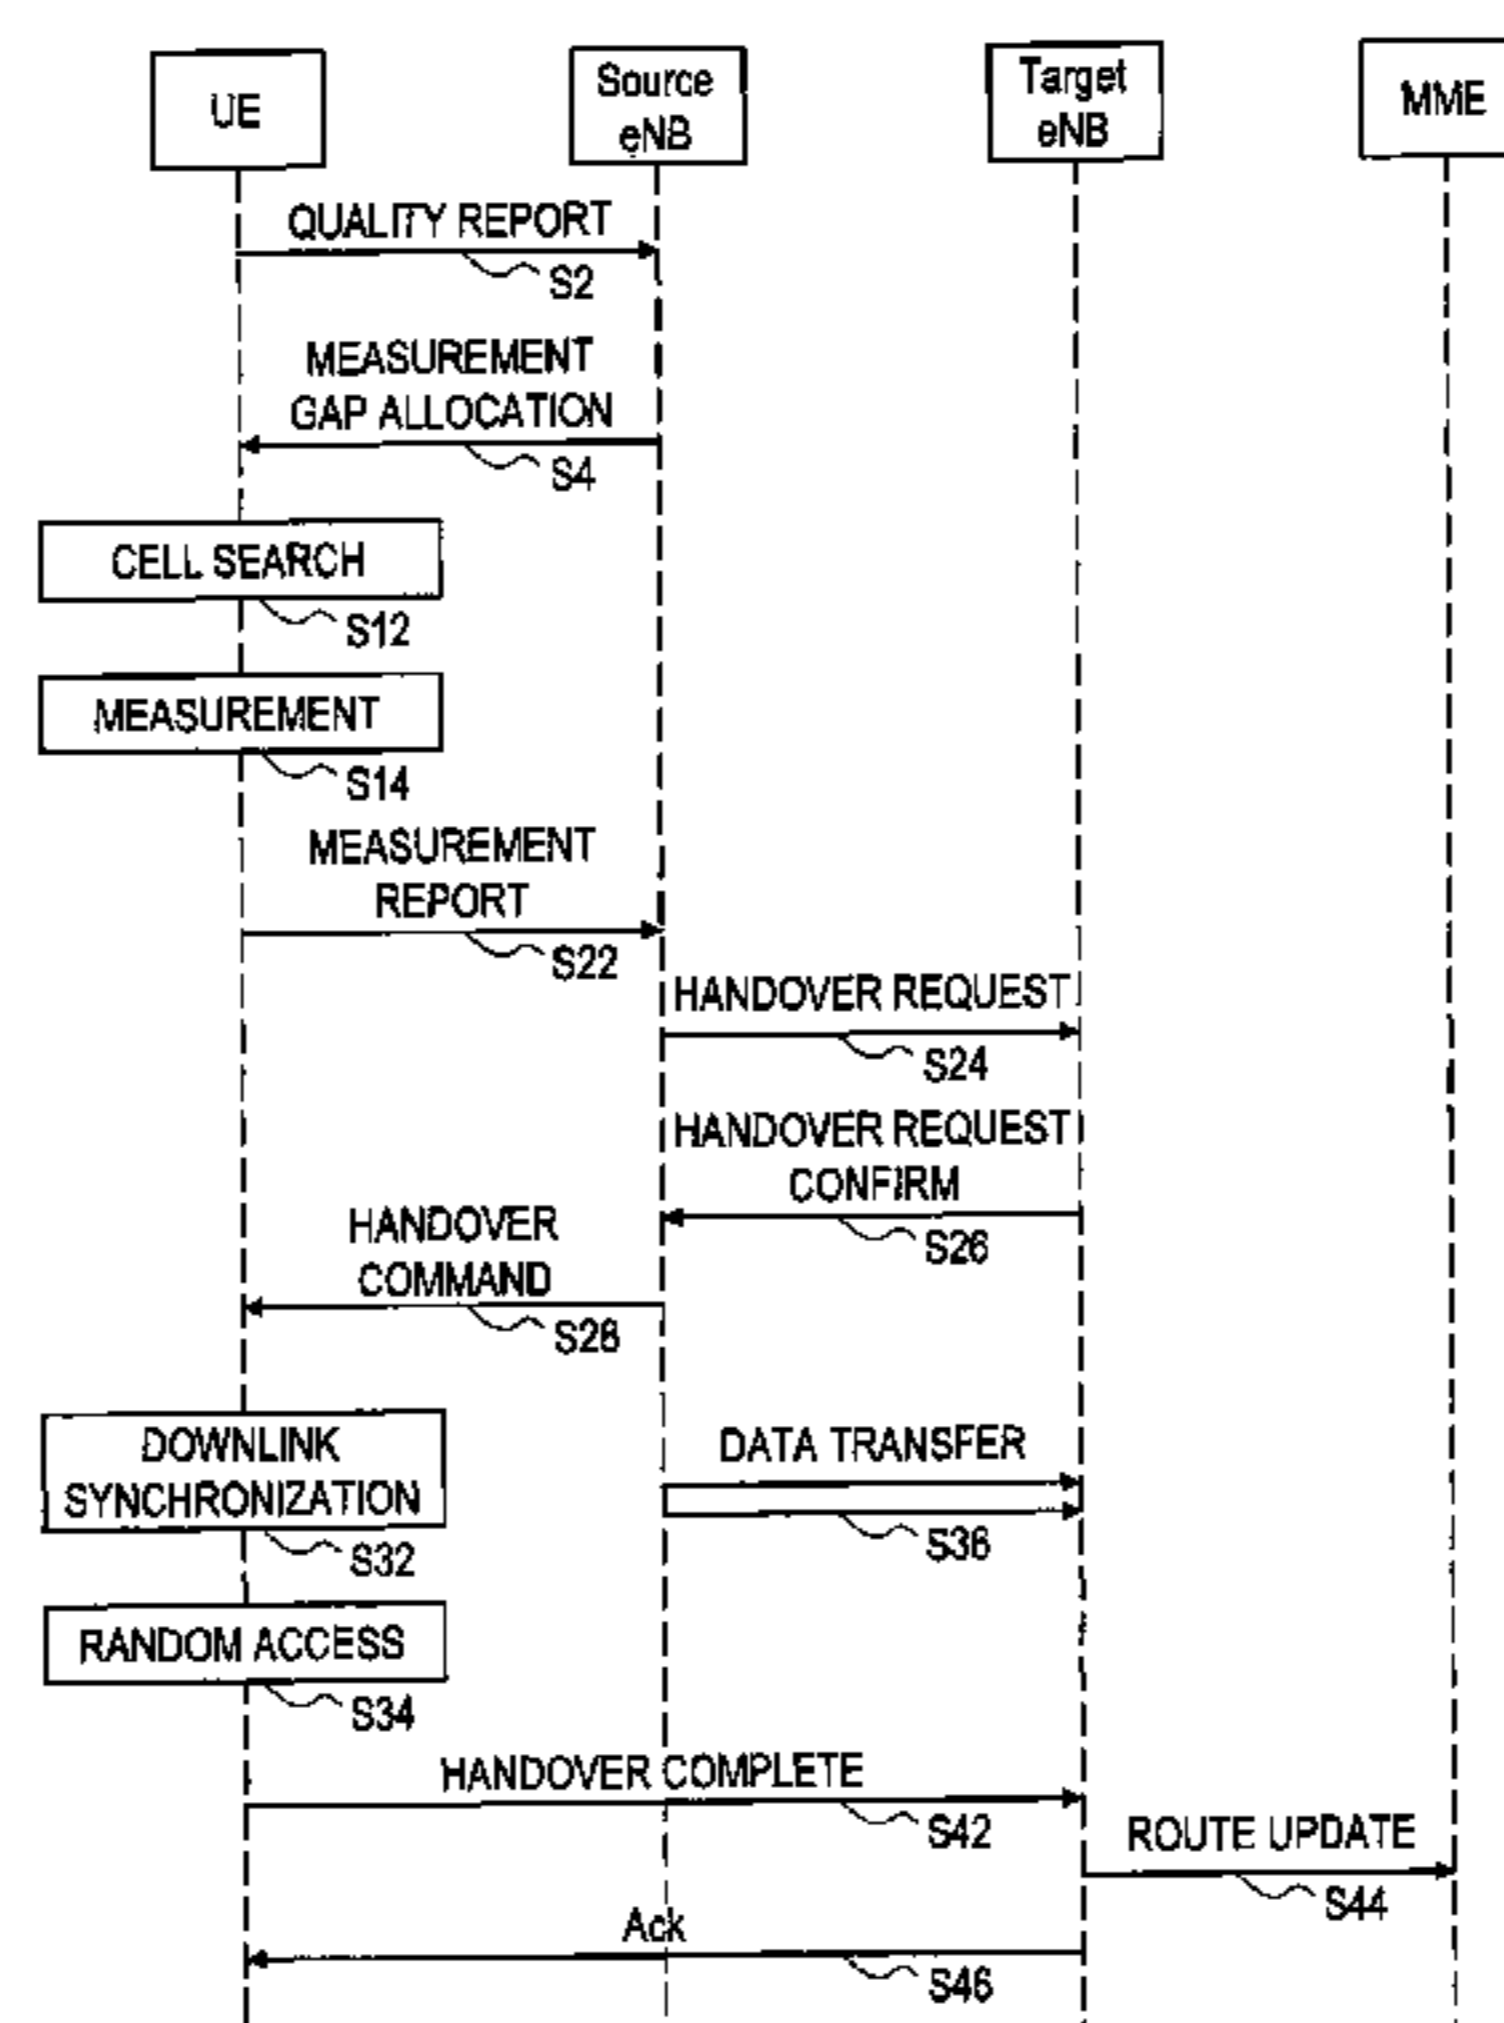 UE
Source
eNB
Target
eNB
MME
QUALITY REPORT
S2
MEASUREMENT
GAP ALLOCATION
S4
CELL SEARCH
S12
MEASUREMENT
S14
MEASUREMENT
REPORT
S22
HANDOVER REQUEST
S24
HANDOVER REQUEST
CONFIRM
S26
HANDOVER
COMMAND
S28
DOWNLINK
SYNCHRONIZATION
S32
DATA TRANSFER
S36
RANDOM ACCESS
S34
HANDOVER COMPLETE
S42
ROUTE UPDATE
S44
Ack
S46